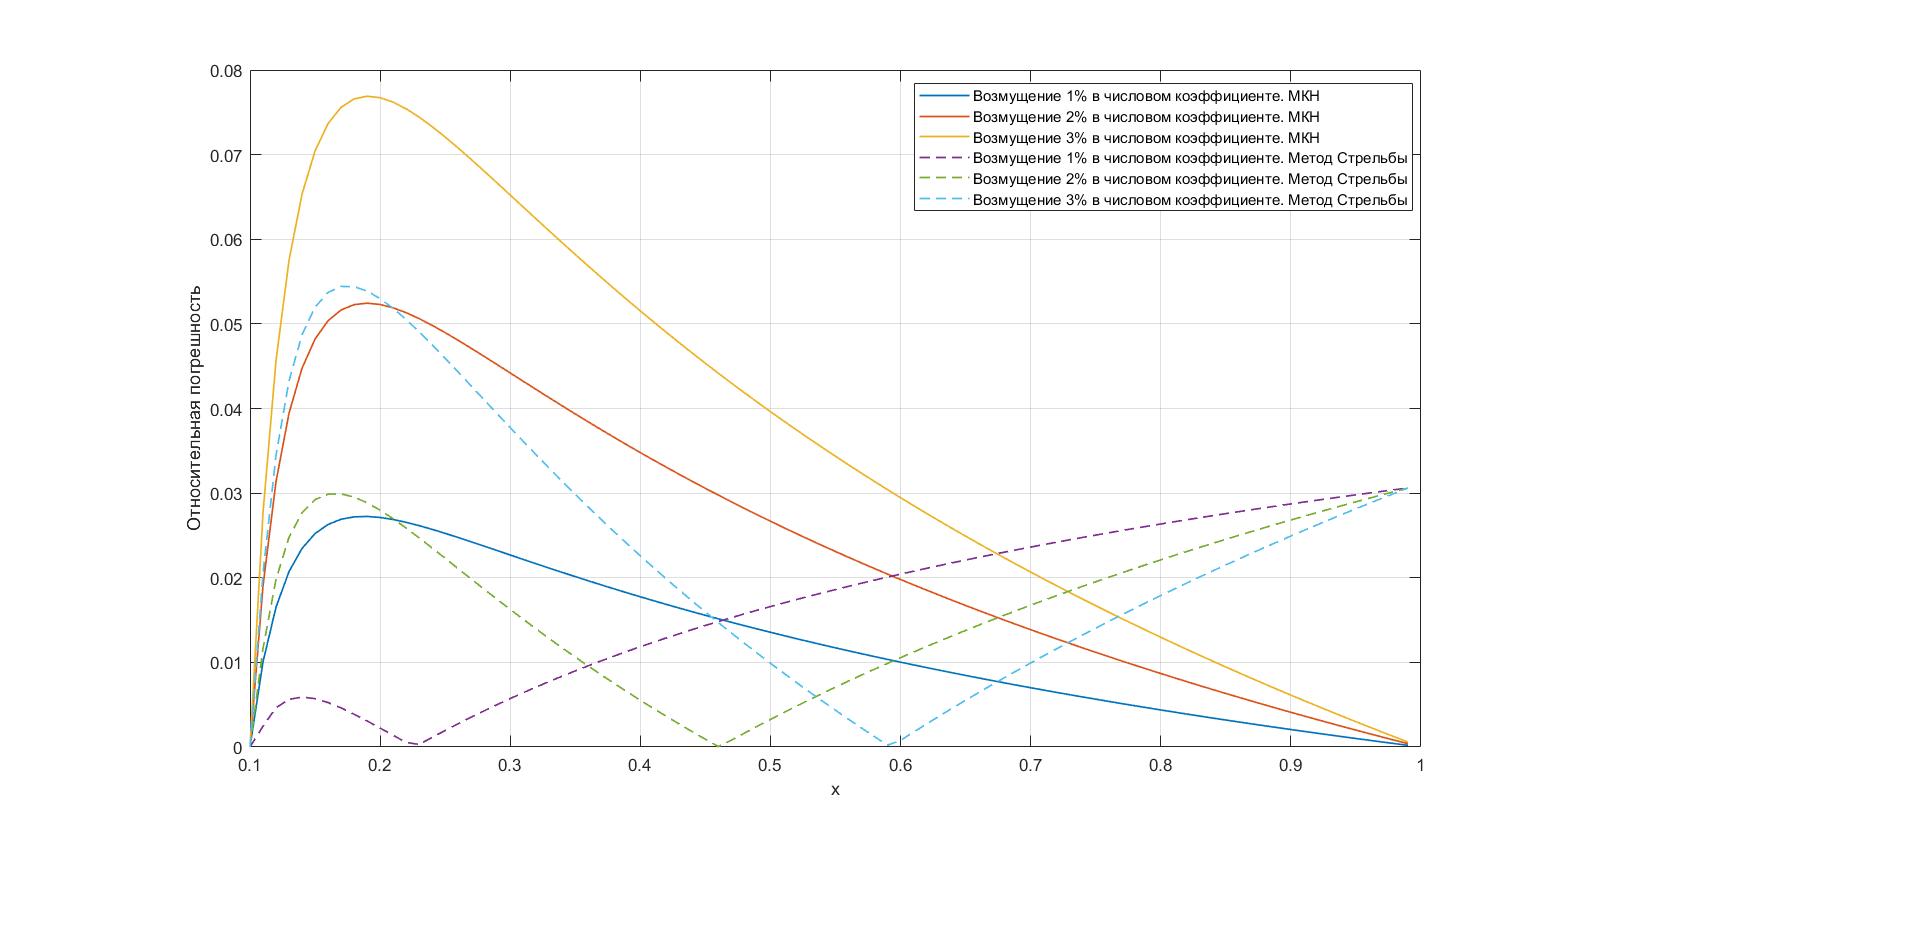 0.08
0.07
0.06
0.05
0.04
0.03
0.02
0.01
0
Относительная погрешность
0.1 0.2 0.3 0.4 0.5 0.6 0.7 0.8 0.9 1
x
Возмущение 1% в числовом коэффициенте. МКН
Возмущение 2% в числовом коэффициенте. МКН
Возмущение 3% в числовом коэффициенте. МКН
Возмущение 1% в числовом коэффициенте. Метод Стрельбы
Возмущение 2% в числовом коэффициенте. Метод Стрельбы
Возмущение 3% в числовом коэффициенте. Метод Стрельбы